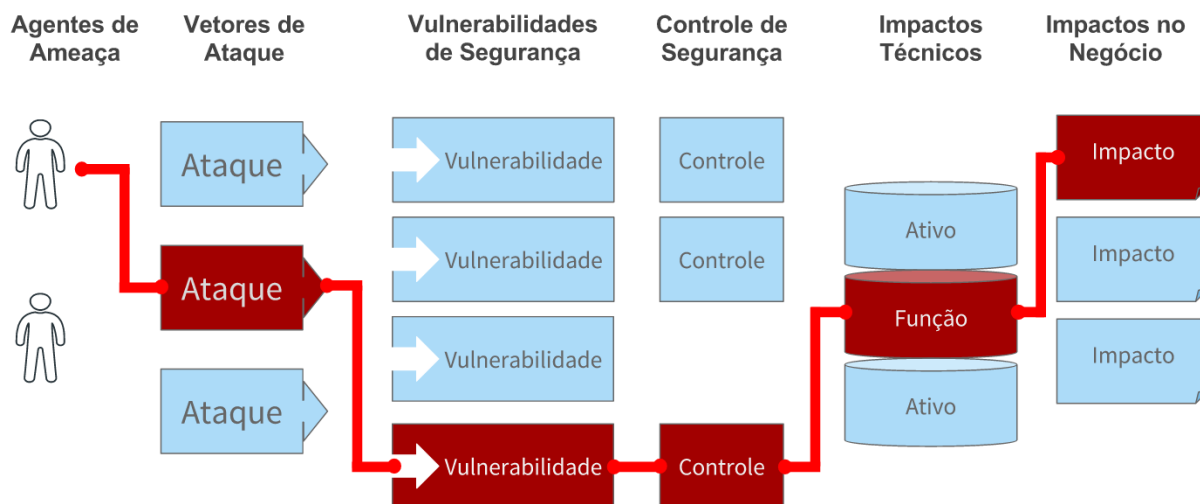 Agentes de
Ameaça
Vetores de
Ataque
Vulnerabilidades
de Segurança
Controle de
Segurança
Impactos
Técnicos
Impactos no
Negócio
Ataque
Ataque
Ataque
Vulnerabilidade
Vulnerabilidade
Vulnerabilidade
Vulnerabilidade
Controle
Controle
Controle
Ativo
Função
Ativo
Impacto
Impacto
Impacto